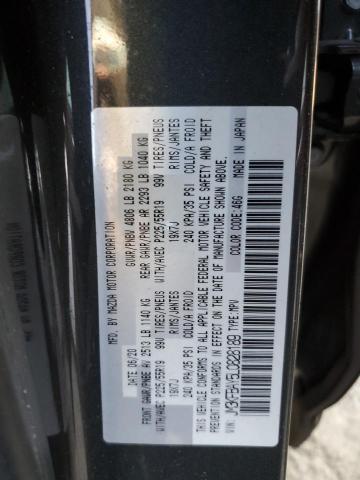 MFD. BY MAZDA MOTOR CORPORATION
DATE 06/20 GVWR/PNBV 4806 LB 2180 KG
FRONT GAWR/PNBE AV 2513 LB 1140 KG REAR GAWR/PNBE AR 2293 LB 1040 KG
WITH/AVEC P225/55R19 99V TIRES/PNEUS WITH/AVEC P225/55R19 99V TIRES/PNEUS
19X7J RIMS/JANTES 19X7J RIMS/JANTES
240 KPA/35 PSI COLD/A FROID 240 KPA/35 PSI COLD/A FROID
THIS VEHICLE CONFORMS TO ALL APPLICABLE FEDERAL MOTOR VEHICLE SAFETY AND THEFT
PREVENTION STANDARDS IN EFFECT ON THE DATE OF MANUFACTURE SHOWN ABOVE.
TYPE:MPV MADE IN JAPAN
COLOR CODE:46G